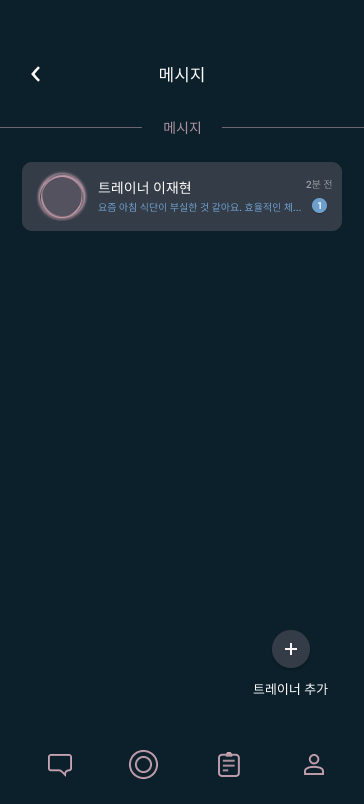 메시지
메시지
트레이너 이재현
2분 전
요즘 아침 식단이 부실한 것 같아요. 효율적인 체...
1
트레이너 추가